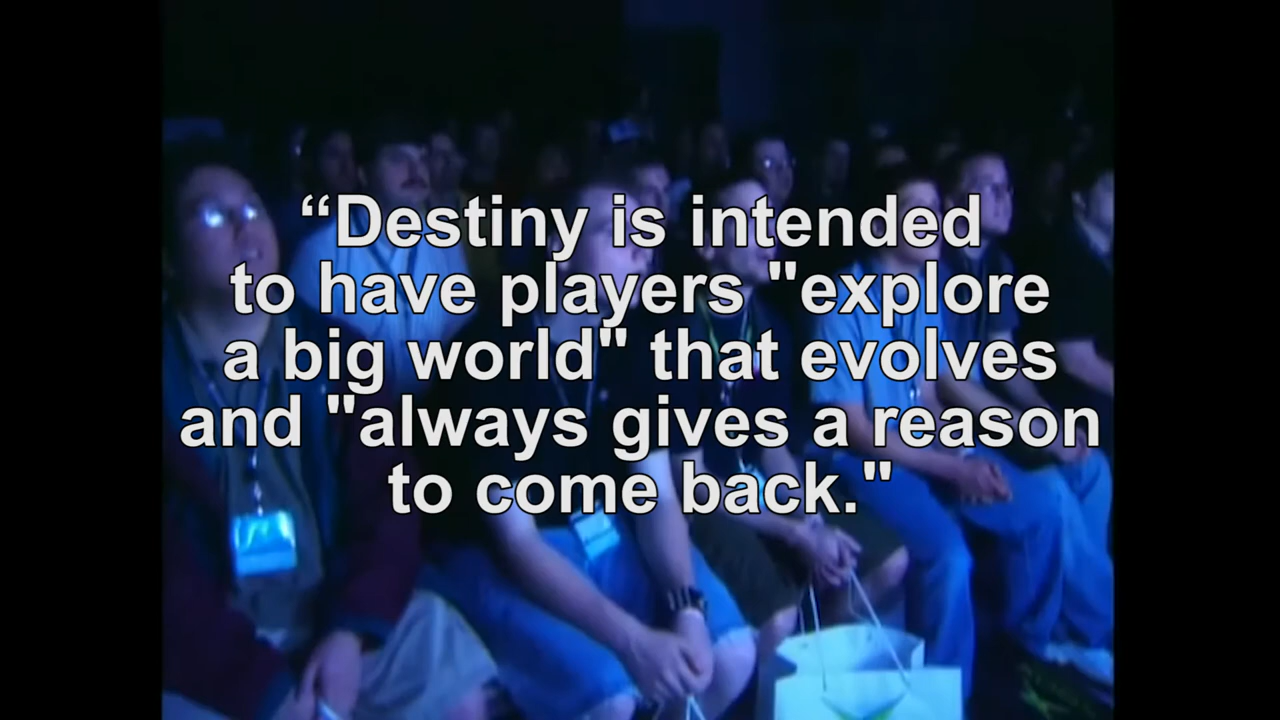 “Destiny is intended
to have players "explore
a big world" that evolves
and "always gives a reason
to come back."